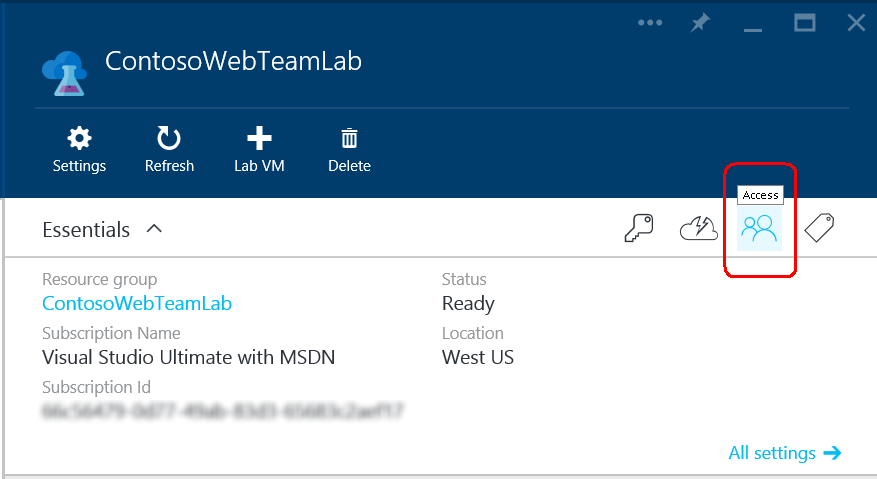 ContosoWebTeamLab
Settings Refresh Lab VM Delete
Access
Essentials
Resource group Status
ContosoWebTeamLab Ready
Subscription Name Location
Visual Studio Ultimate with MSDN West US
Subscription Id
All settings